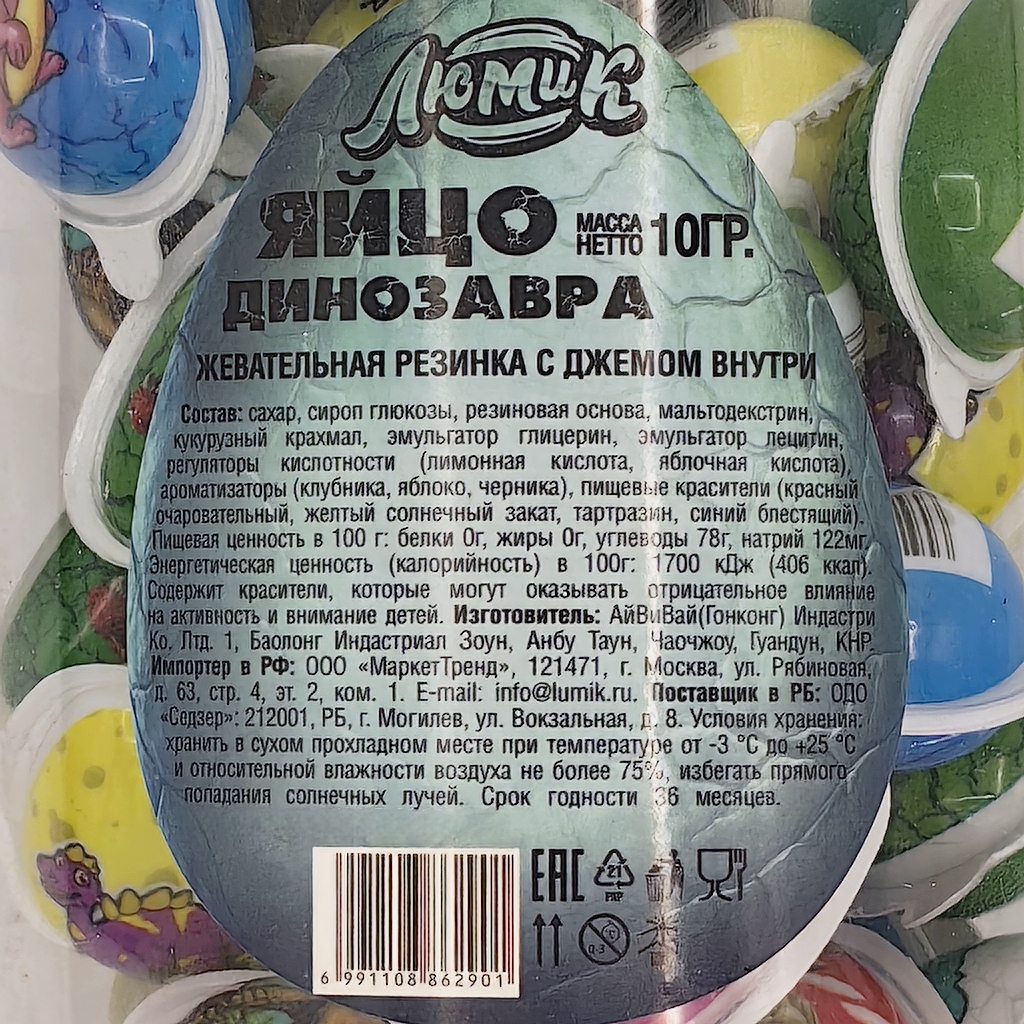 Люмик
ЯЙЦО
МАССА
НЕТТО
10ГР.
ДИНОЗАВРА
ЖЕВАТЕЛЬНАЯ РЕЗИНКА С ДЖЕМОМ ВНУТРИ
Состав: сахар, сироп глюкозы, резиновая основа, мальтодекстрин,
кукурузный крахмал, эмульгатор глицерин, эмульгатор лецитин,
регуляторы кислотности (лимонная кислота, яблочная кислота),
ароматизаторы (клубника, яблоко, черника), пищевые красители (красный
очаровательный, желтый солнечный закат, тартразин, синий блестящий).
Пищевая ценность в 100 г: белки 0г, жиры 0г, углеводы 78г, натрий 122мг.
Энергетическая ценность (калорийность) в 100г: 1700 кДж (406 ккал).
Содержит красители, которые могут оказывать отрицательное влияние
на активность и внимание детей. Изготовитель: АйВиВай(Гонконг) Индастри
Ко, Лтд. 1, Баолонг Индастриал Зоун, Анбу Таун, Чаочжоу, Гуандун, КНР.
Импортер в РФ: ООО «МаркетТренд», 121471, г. Москва, ул. Рябиновая,
д. 63, стр. 4, эт. 2, ком. 1. E-mail: info@lumik.ru. Поставщик в РБ: ОДО
«Содзер»: 212001, РБ, г. Могилев, ул. Вокзальная, д. 8. Условия хранения:
хранить в сухом прохладном месте при температуре от -3 °С до +25 °С
и относительной влажности воздуха не более 75%, избегать прямого
попадания солнечных лучей. Срок годности 36 месяцев.
EAC
21
PAP
6 991108 862901